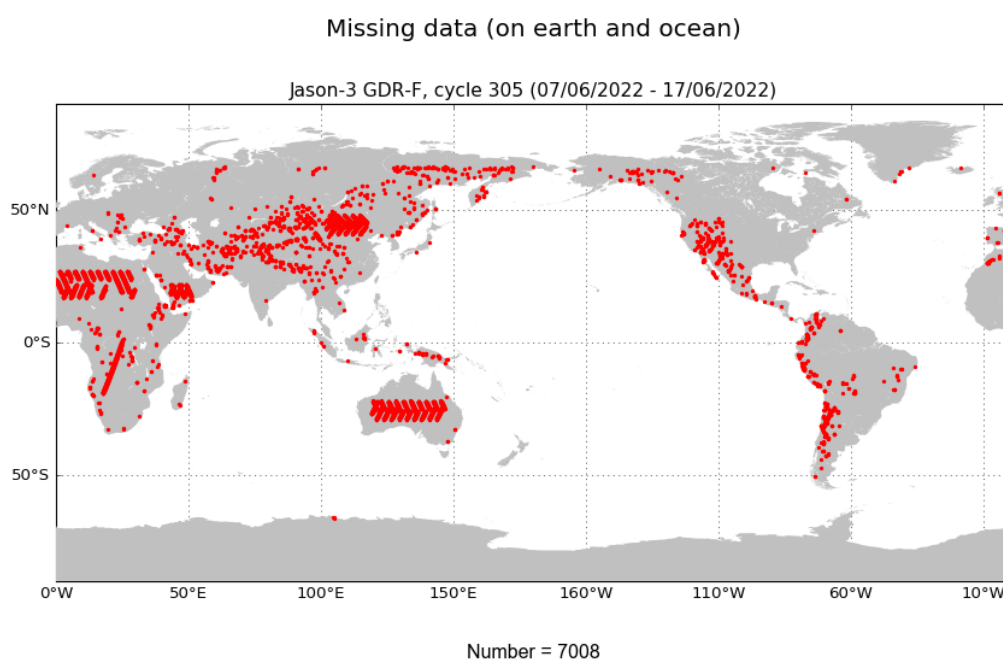 Missing data (on earth and ocean)
Jason-3 GDR-F, cycle 305 (07/06/2022 - 17/06/2022)
50°N
0°S
50°S
0°W 50°E 100°E 150°E 160°W 110°W 60°W 10°W
Number = 7008